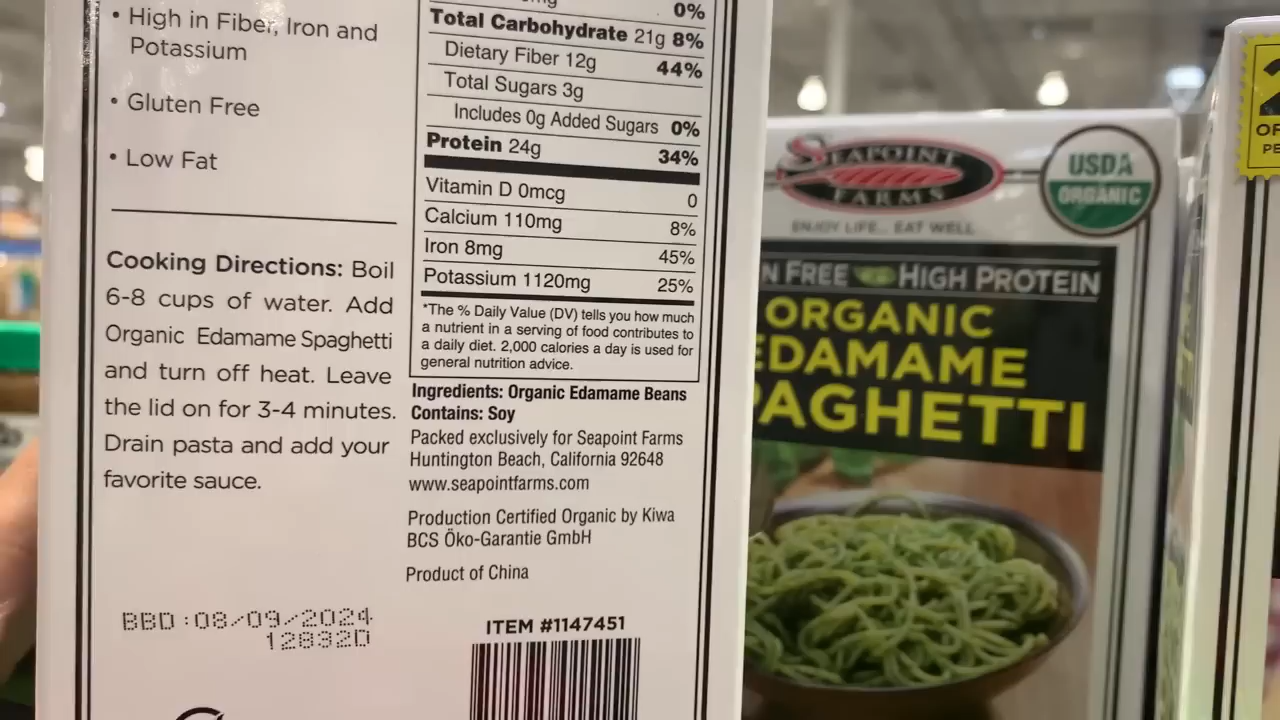 • High in Fiber, Iron and
Potassium
• Gluten Free
• Low Fat
Cooking Directions: Boil
6-8 cups of water. Add
Organic Edamame Spaghetti
and turn off heat. Leave
the lid on for 3-4 minutes.
Drain pasta and add your
favorite sauce.
BBD:08/09/2024
12832D
0%
Total Carbohydrate 21g 8%
Dietary Fiber 12g 44%
Total Sugars 3g
Includes 0g Added Sugars 0%
Protein 24g 34%
Vitamin D 0mcg 0
Calcium 110mg 8%
Iron 8mg 45%
Potassium 1120mg 25%
*The % Daily Value (DV) tells you how much
a nutrient in a serving of food contributes to
a daily diet. 2,000 calories a day is used for
general nutrition advice.
Ingredients: Organic Edamame Beans
Contains: Soy
Packed exclusively for Seapoint Farms
Huntington Beach, California 92648
www.seapointfarms.com
Production Certified Organic by Kiwa
BCS Öko-Garantie GmbH
Product of China
ITEM #1147451
SEAPOINT
FARMS
ENJOY LIFE... EAT WELL
USDA
ORGANIC
N FREE HIGH PROTEIN
ORGANIC
EDAMAME
PAGHETTI
2